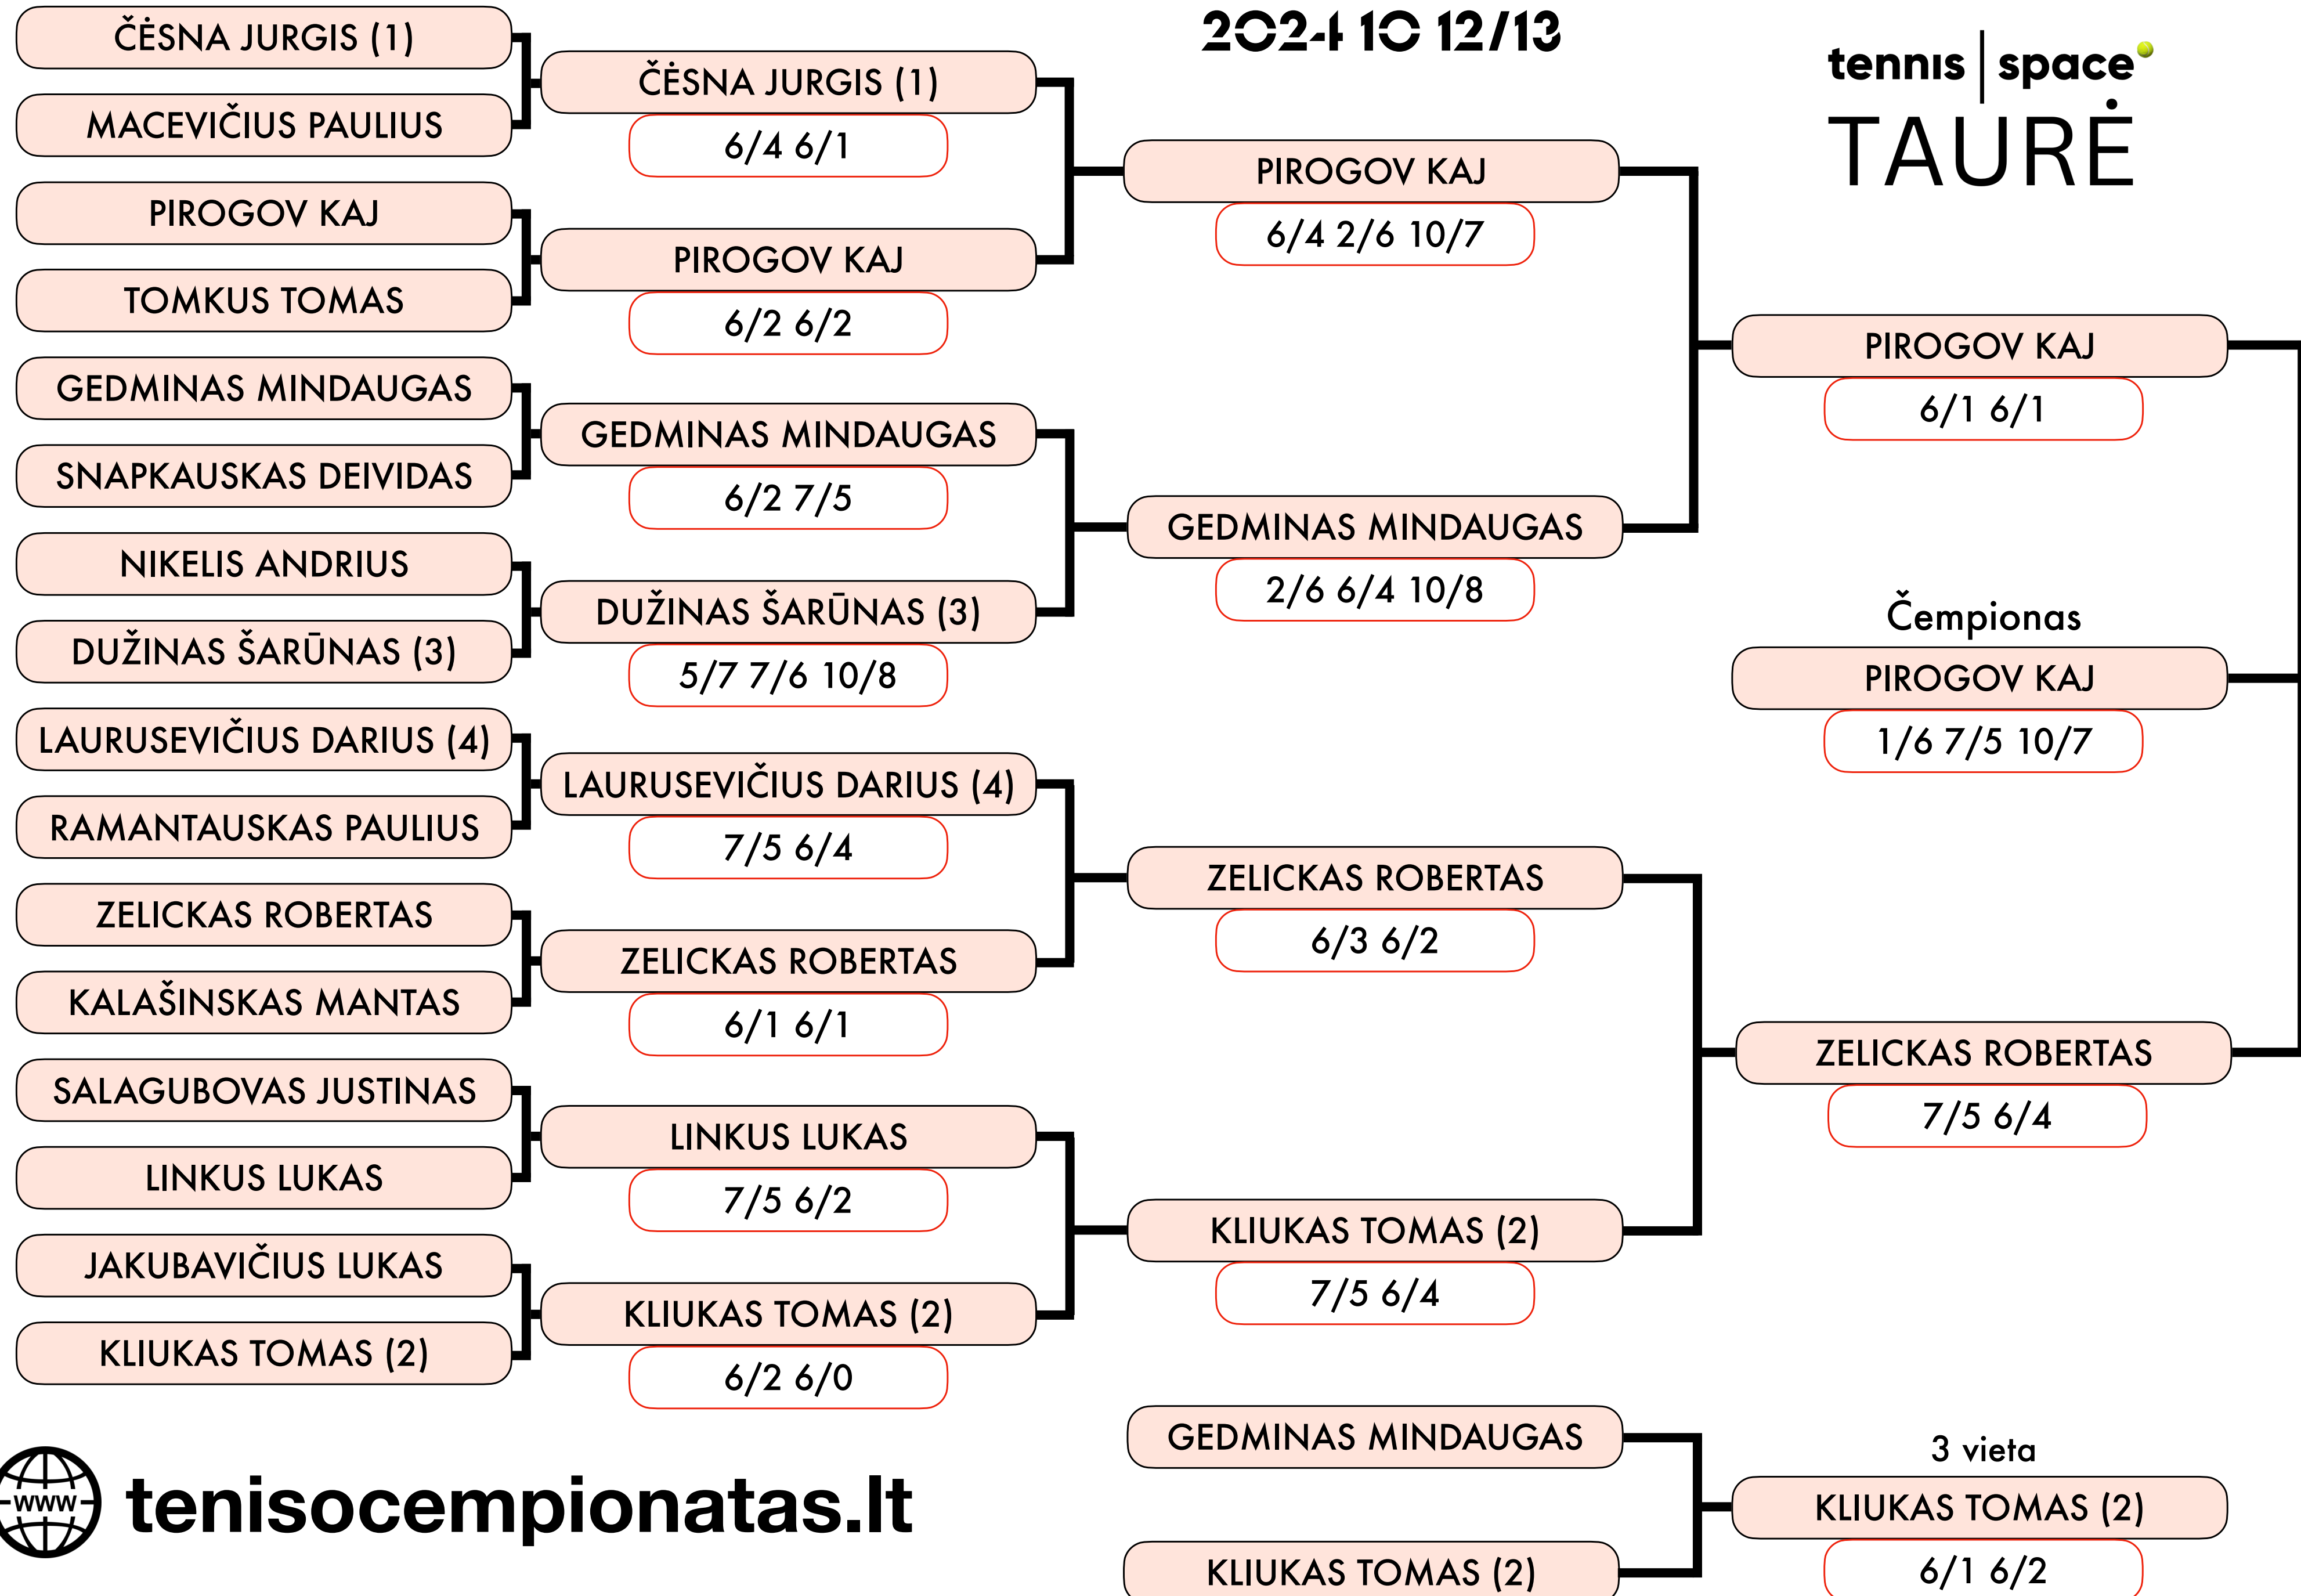 2024 10 12/13
tennis | space
TAURĖ
ČĖSNA JURGIS (1)
MACEVIČIUS PAULIUS
PIROGOV KAJ
TOMKUS TOMAS
GEDMINAS MINDAUGAS
SNAPKAUSKAS DEIVIDAS
NIKELIS ANDRIUS
DUŽINAS ŠARŪNAS (3)
LAURUSEVIČIUS DARIUS (4)
RAMANTAUSKAS PAULIUS
ZELICKAS ROBERTAS
KALAŠINSKAS MANTAS
SALAGUBOVAS JUSTINAS
LINKUS LUKAS
JAKUBAVIČIUS LUKAS
KLIUKAS TOMAS (2)
ČĖSNA JURGIS (1)
6/4 6/1
PIROGOV KAJ
6/2 6/2
GEDMINAS MINDAUGAS
6/2 7/5
DUŽINAS ŠARŪNAS (3)
5/7 7/6 10/8
LAURUSEVIČIUS DARIUS (4)
7/5 6/4
ZELICKAS ROBERTAS
6/1 6/1
LINKUS LUKAS
7/5 6/2
KLIUKAS TOMAS (2)
6/2 6/0
PIROGOV KAJ
6/4 2/6 10/7
GEDMINAS MINDAUGAS
2/6 6/4 10/8
ZELICKAS ROBERTAS
6/3 6/2
KLIUKAS TOMAS (2)
7/5 6/4
PIROGOV KAJ
6/1 6/1
Čempionas
PIROGOV KAJ
1/6 7/5 10/7
ZELICKAS ROBERTAS
7/5 6/4
GEDMINAS MINDAUGAS
KLIUKAS TOMAS (2)
3 vieta
KLIUKAS TOMAS (2)
6/1 6/2
www
tenisocempionatas.lt